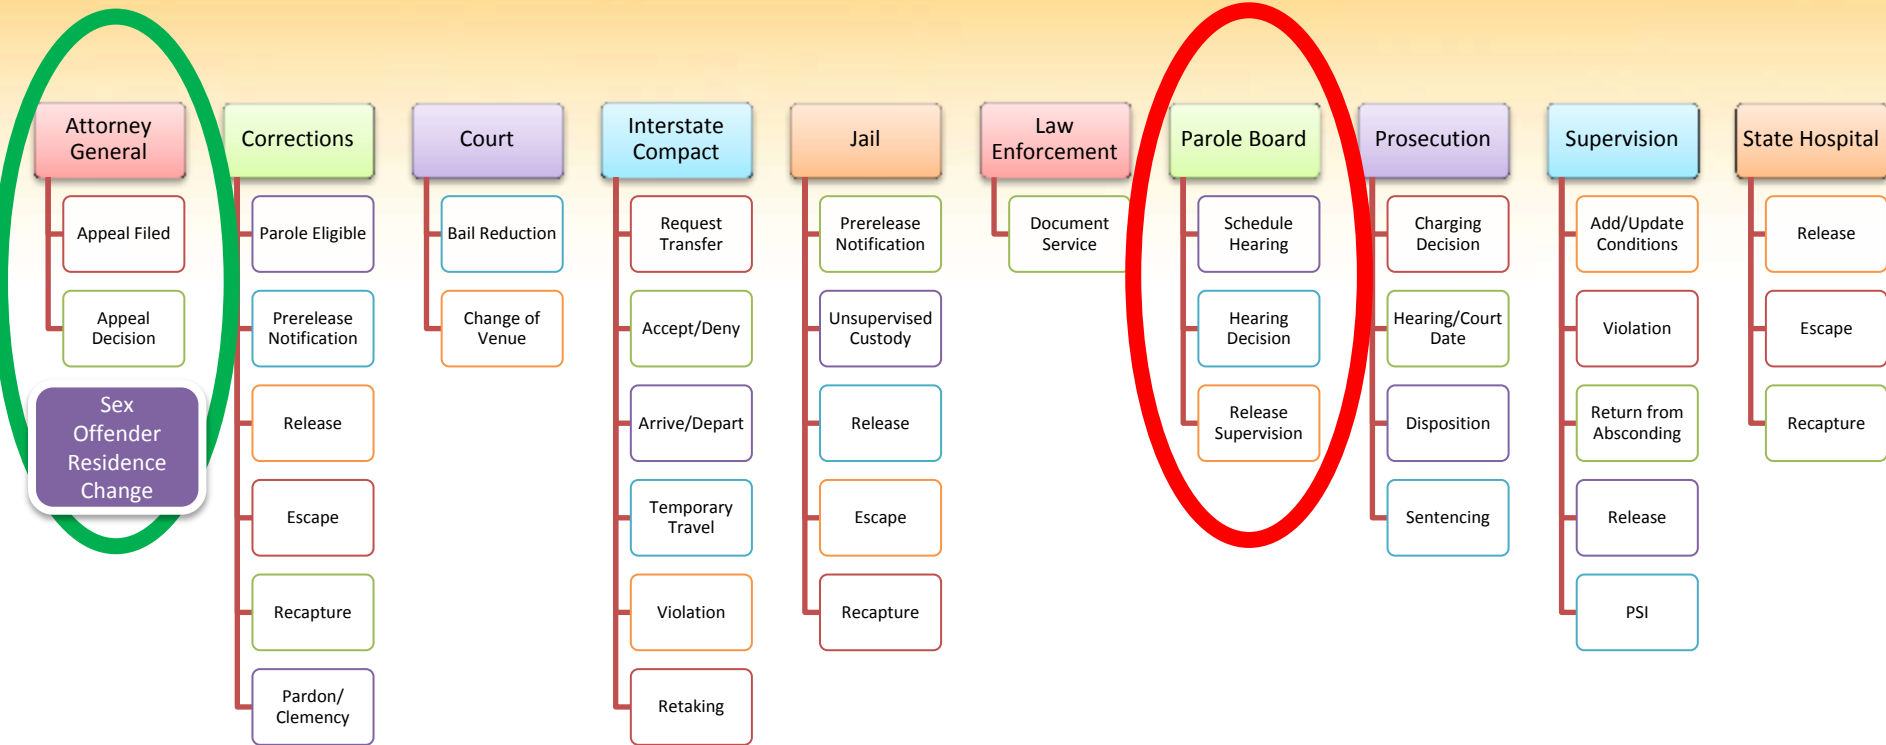 Attorney
General
Appeal Filed
Appeal
Decision
Sex
Offender
Residence
Change
Corrections
Parole Eligible
Prerelease
Notification
Release
Escape
Recapture
Pardon/
Clemency
Court
Bail Reduction
Change of
Venue
Interstate
Compact
Request
Transfer
Accept/Deny
Arrive/Depart
Temporary
Travel
Violation
Retaking
Jail
Prerelease
Notification
Unsupervised
Custody
Release
Escape
Recapture
Law
Enforcement
Document
Service
Parole Board
Schedule
Hearing
Hearing
Decision
Release
Supervision
Prosecution
Charging
Decision
Hearing/Court
Date
Disposition
Sentencing
Supervision
Add/Update
Conditions
Violation
Return from
Absconding
Release
PSI
State Hospital
Release
Escape
Recapture